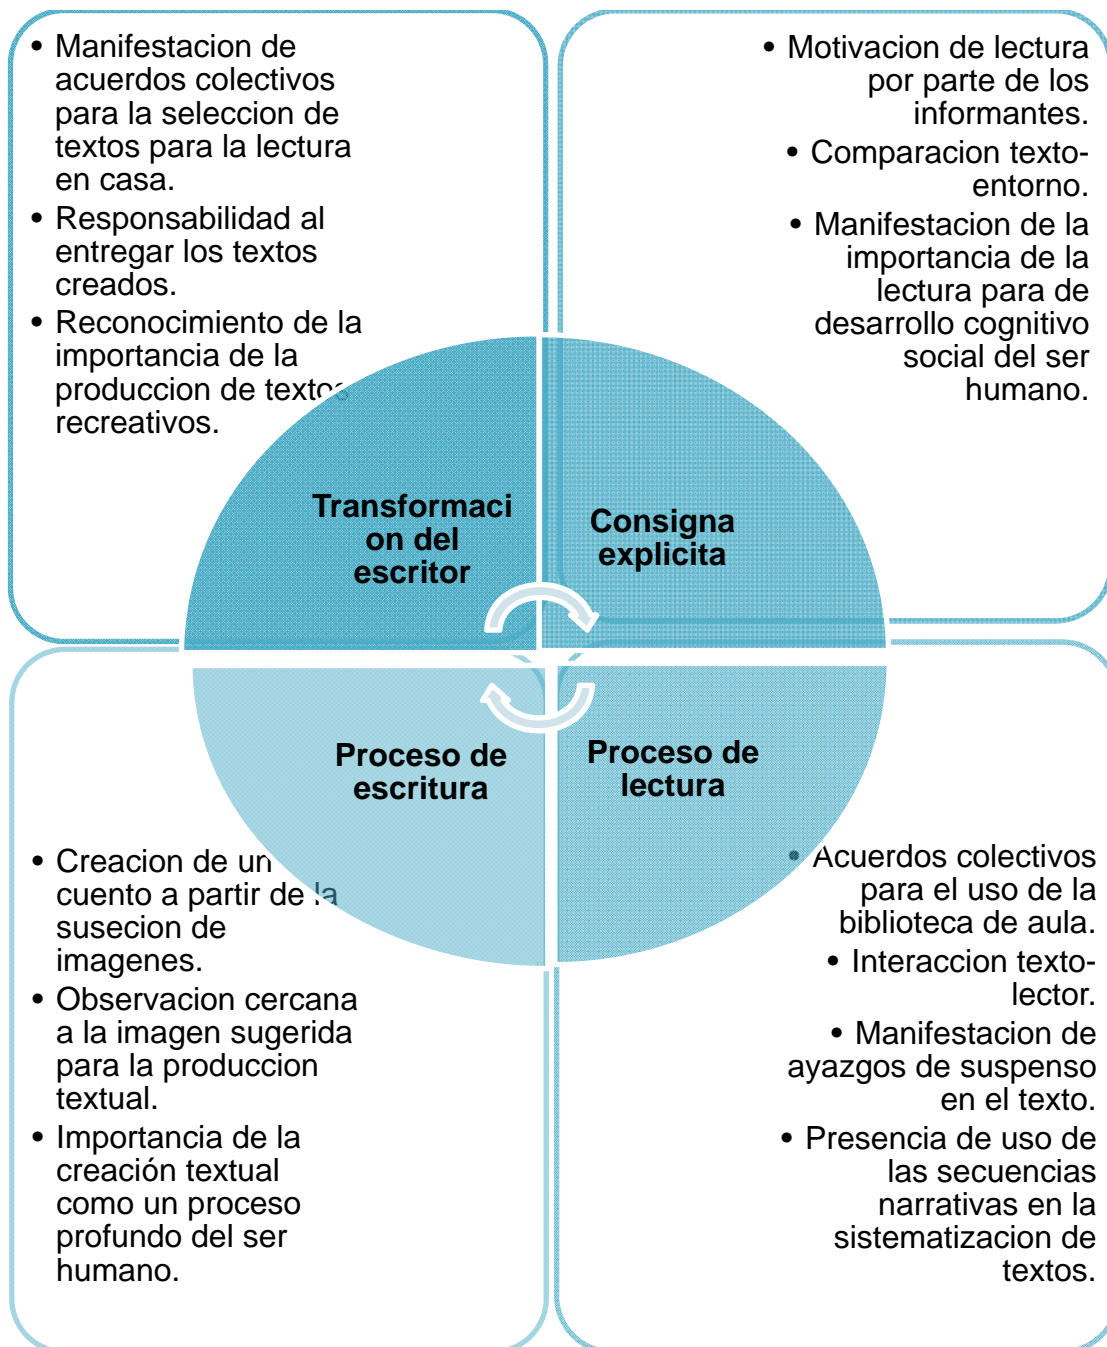 • Manifestacion de
acuerdos colectivos
para la seleccion de
textos para la lectura
en casa.
• Responsabilidad al
entregar los textos
creados.
• Reconocimiento de la
importancia de la
produccion de textos
recreativos.
• Motivacion de lectura
por parte de los
informantes.
• Comparacion texto-
entorno.
• Manifestacion de la
importancia de la
lectura para de
desarrollo cognitivo
social del ser
humano.
Transformaci
on del
escritor
Consigna
explicita
Proceso de
escritura
Proceso de
lectura
• Creacion de un
cuento a partir de la
susecion de
imagenes.
• Observacion cercana
a la imagen sugerida
para la produccion
textual.
• Importancia de la
creación textual
como un proceso
profundo del ser
humano.
• Acuerdos colectivos
para el uso de la
biblioteca de aula.
• Interaccion texto-
lector.
• Manifestacion de
ayazgos de suspenso
en el texto.
• Presencia de uso de
las secuencias
narrativas en la
sistematizacion de
textos.